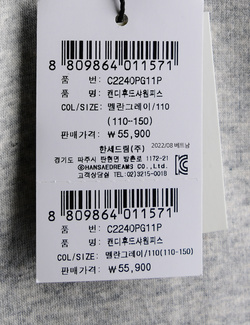 8 809864 011571
품 번: C2240PG11P
품 명: 캔디후드사원피스
COL/SIZE: 멜란그레이/110
(110~150)
판매가격: ₩ 55,900
한세드림(주) 2022/08 베트남
경기도 파주시 탄현면 방촌로 1172-21
ⓒHANSAEDREAMS CO.,Ltd.
고객상담실 TEL:02)3215-0018
8 809864 011571
품 번: C2240PG11P
품 명: 캔디후드사원피스
COL/SIZE: 멜란그레이/110(110-150)
판매가격: ₩ 55,900